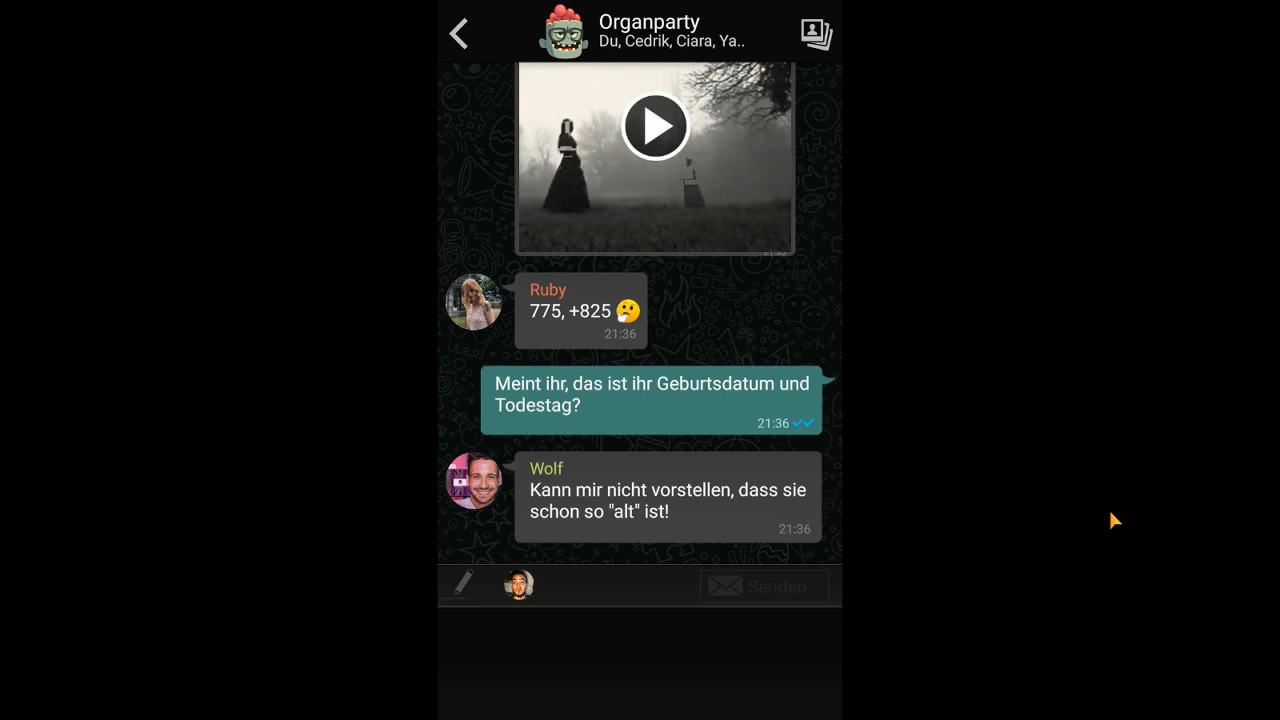 Organparty
Du, Cedrik, Ciara, Ya..
Ruby
775, +825
21:36
Meint ihr, das ist ihr Geburtsdatum und
Todestag?
21:36
Wolf
Kann mir nicht vorstellen, dass sie
schon so "alt" ist!
21:36
Senden